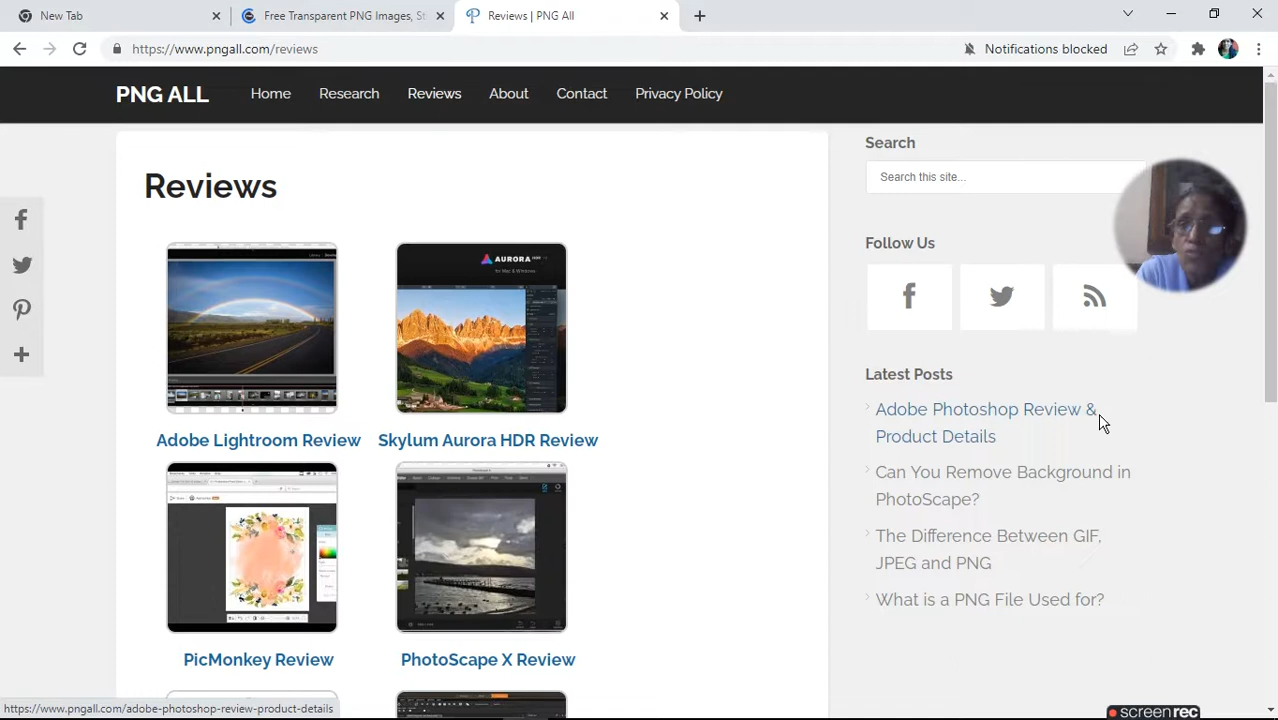 New Tab
Free Transparent PNG Images, St
Reviews | PNG All
https://www.pngall.com/reviews
Notifications blocked
PNG ALL
Home
Research
Reviews
About
Contact
Privacy Policy
Reviews
Search
Search this site...
Follow Us
AURORA HDR
for Mac & Windows
Adobe Lightroom Review
Skylum Aurora HDR Review
PicMonkey Review
PhotoScape X Review
Latest Posts
Adobe Photoshop Review &
Product Details
Can You Remove Background in
PhotoScape?
The Difference Between GIF,
JPEG and PNG
What is a PNG File Used for?
https://www.pngall.com/adobe-photoshop-review-product-details
screenrec